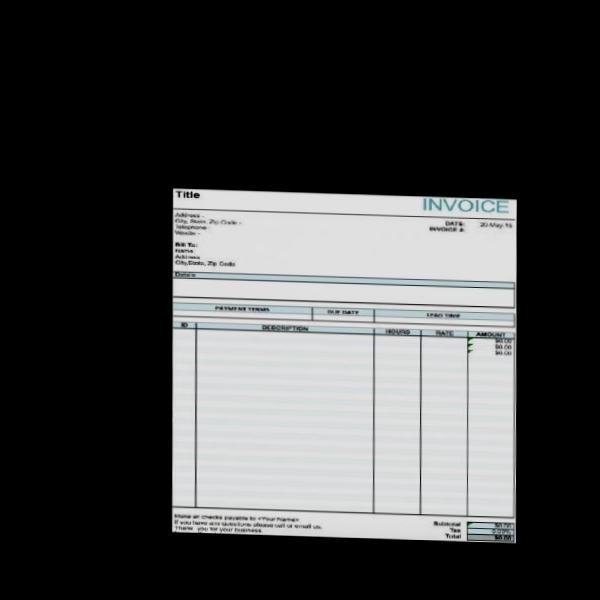 Title
INVOICE
Address -
City, State, Zip Code -
Telephone
DATE: 20-May-15
INVOICE #:
Bill To:
Name
Address
City,State, Zip Code
Details
PAYMENT TERMS DUE DATE LEAD TIME
ID DESCRIPTION HOURS RATE AMOUNT
$0.00
$0.00
$0.00
Make all checks payable to <Your Name>
If you have any questions please call or email us.
Thank you for your business.
Subtotal $0.00
Tax 0.00%
Total $0.00